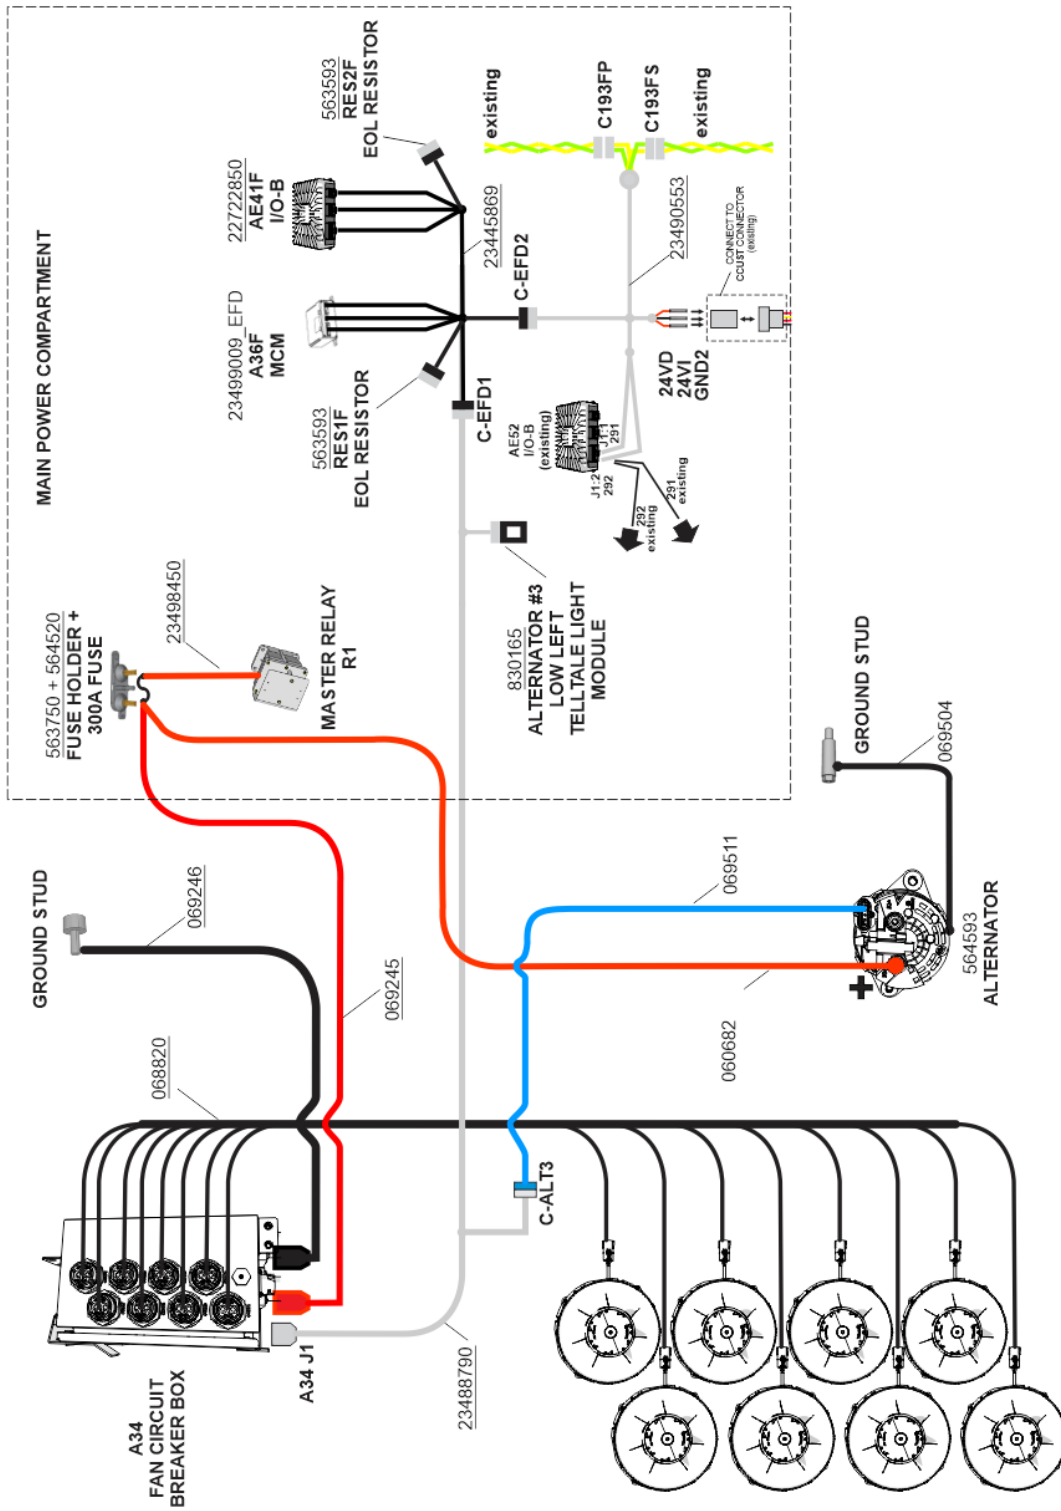 MAIN POWER COMPARTMENT
563593
RES2F
EOL RESISTOR
22722850
AE41F
I/O-B
23499009_EFD
A36F
MCM
563593
RES1F
EOL RESISTOR
23445869
C-EFD2
C-EFD1
existing
C193FP
C193FS
existing
23490553
CONNECT TO
CCUST CONNECTOR
(existing)
24VD
24VI
GND2
AE52
I/O-B
(existing)
J1:1
291
J1:2
292
292
existing
291
existing
830165
ALTERNATOR #3
LOW LEFT
TELLTALE LIGHT
MODULE
563750 + 564520
FUSE HOLDER +
300A FUSE
23498450
MASTER RELAY
R1
GROUND STUD
069504
GROUND STUD
069246
069245
069511
564593
ALTERNATOR
+
060682
068820
C-ALT3
A34 J1
23488790
A34
FAN CIRCUIT
BREAKER BOX